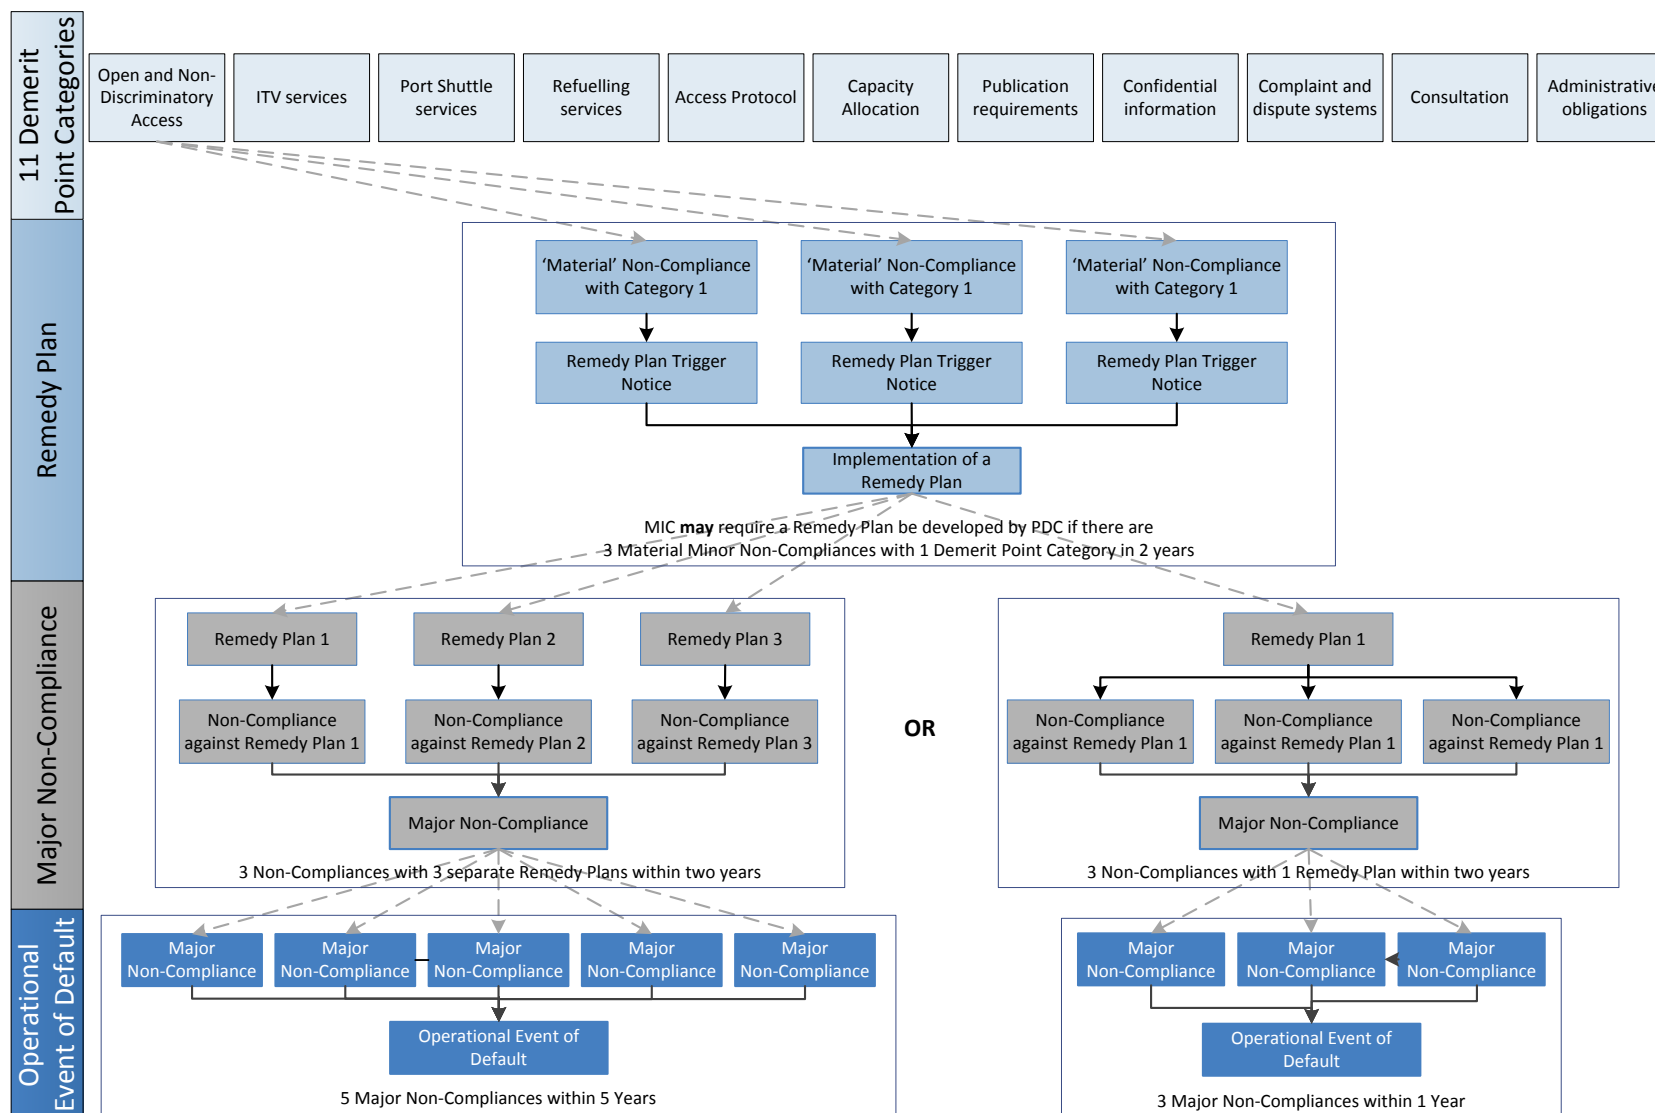 11 Demerit
Point Categories
Open and Non-
Discriminatory
Access
ITV services
Port Shuttle
services
Refuelling
services
Access Protocol
Capacity
Allocation
Publication
requirements
Confidential
information
Complaint and
dispute systems
Consultation
Administrative
obligations
Remedy Plan
‘Material’ Non-Compliance
with Category 1
‘Material’ Non-Compliance
with Category 1
‘Material’ Non-Compliance
with Category 1
Remedy Plan Trigger
Notice
Remedy Plan Trigger
Notice
Remedy Plan Trigger
Notice
Implementation of a
Remedy Plan
MIC may require a Remedy Plan be developed by PDC if there are
3 Material Minor Non-Compliances with 1 Demerit Point Category in 2 years
Major Non-Compliance
Remedy Plan 1
Remedy Plan 2
Remedy Plan 3
Non-Compliance
against Remedy Plan 1
Non-Compliance
against Remedy Plan 2
Non-Compliance
against Remedy Plan 3
Major Non-Compliance
3 Non-Compliances with 3 separate Remedy Plans within two years
OR
Remedy Plan 1
Non-Compliance
against Remedy Plan 1
Non-Compliance
against Remedy Plan 1
Non-Compliance
against Remedy Plan 1
Major Non-Compliance
3 Non-Compliances with 1 Remedy Plan within two years
Operational
Event of Default
Major
Non-Compliance
Major
Non-Compliance
Major
Non-Compliance
Major
Non-Compliance
Major
Non-Compliance
Operational Event of
Default
5 Major Non-Compliances within 5 Years
Major
Non-Compliance
Major
Non-Compliance
Major
Non-Compliance
Operational Event of
Default
3 Major Non-Compliances within 1 Year